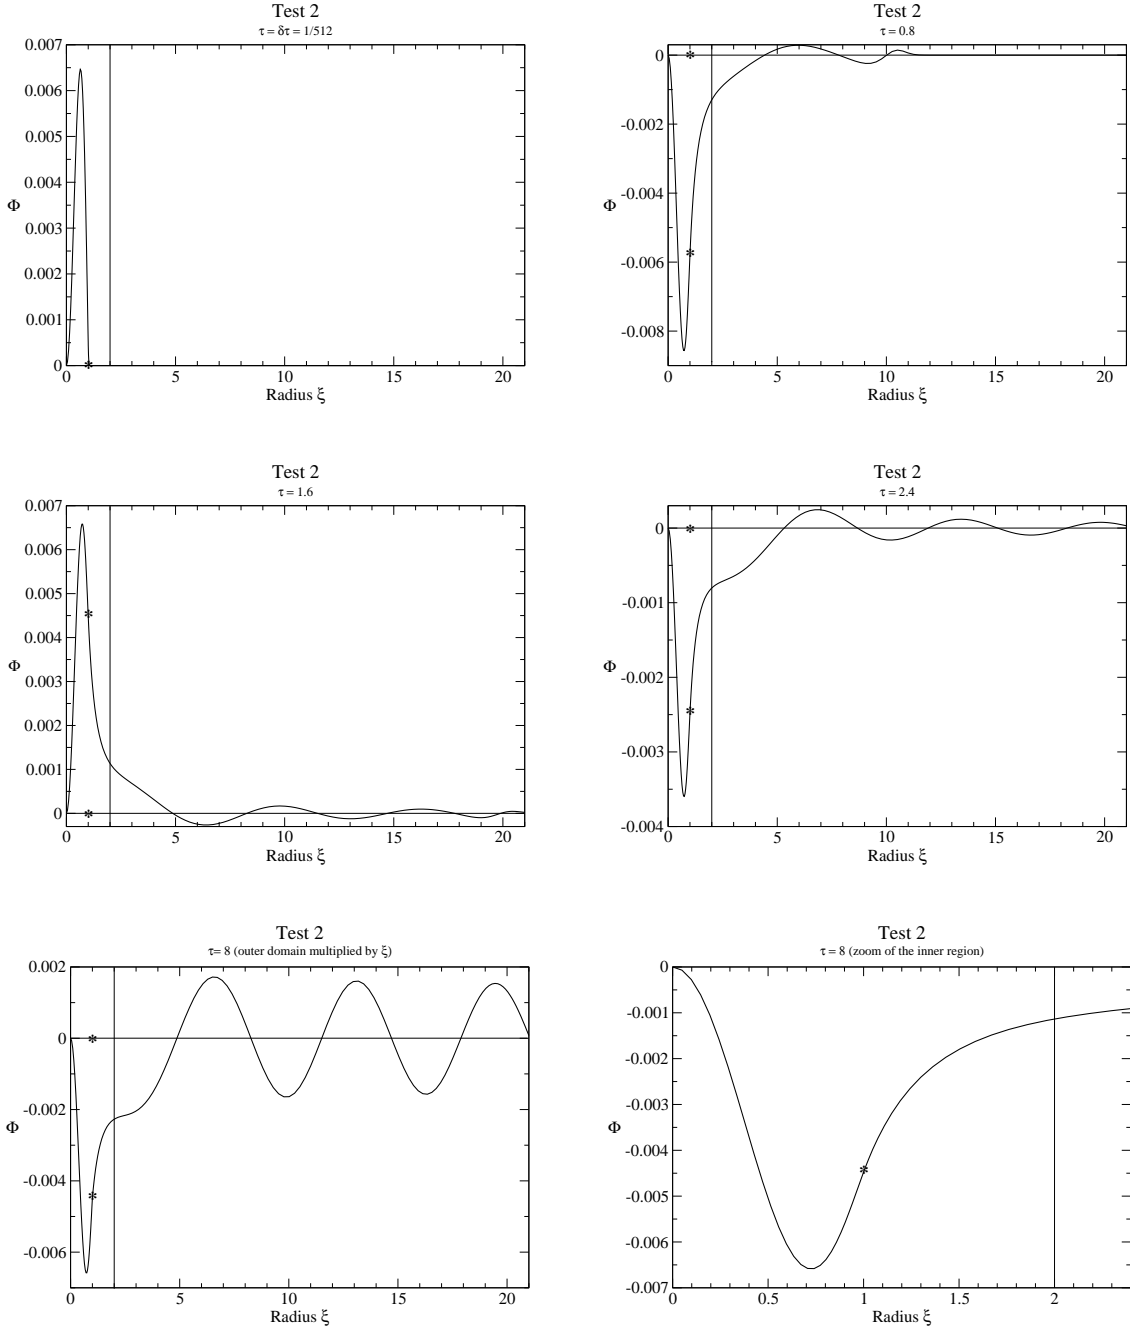 Test 2
τ = δτ = 1/512
0.007
0.006
0.005
0.004
Φ
0.003
0.002
0.001
0
0 5 10 15 20
Radius ξ
Test 2
τ = 0.8
0
-0.002
Φ
-0.004
-0.006
-0.008
0 5 10 15 20
Radius ξ
Test 2
τ = 1.6
0.007
0.006
0.005
0.004
Φ
0.003
0.002
0.001
0
0 5 10 15 20
Radius ξ
Test 2
τ = 2.4
0
-0.001
Φ
-0.002
-0.003
-0.004
0 5 10 15 20
Radius ξ
Test 2
τ= 8 (outer domain multiplied by ξ)
0.002
0
-0.002
Φ
-0.004
-0.006
0 5 10 15 20
Radius ξ
Test 2
τ = 8 (zoom of the inner region)
0
-0.001
-0.002
-0.003
Φ
-0.004
-0.005
-0.006
-0.007
0 0.5 1 1.5 2
Radius ξ